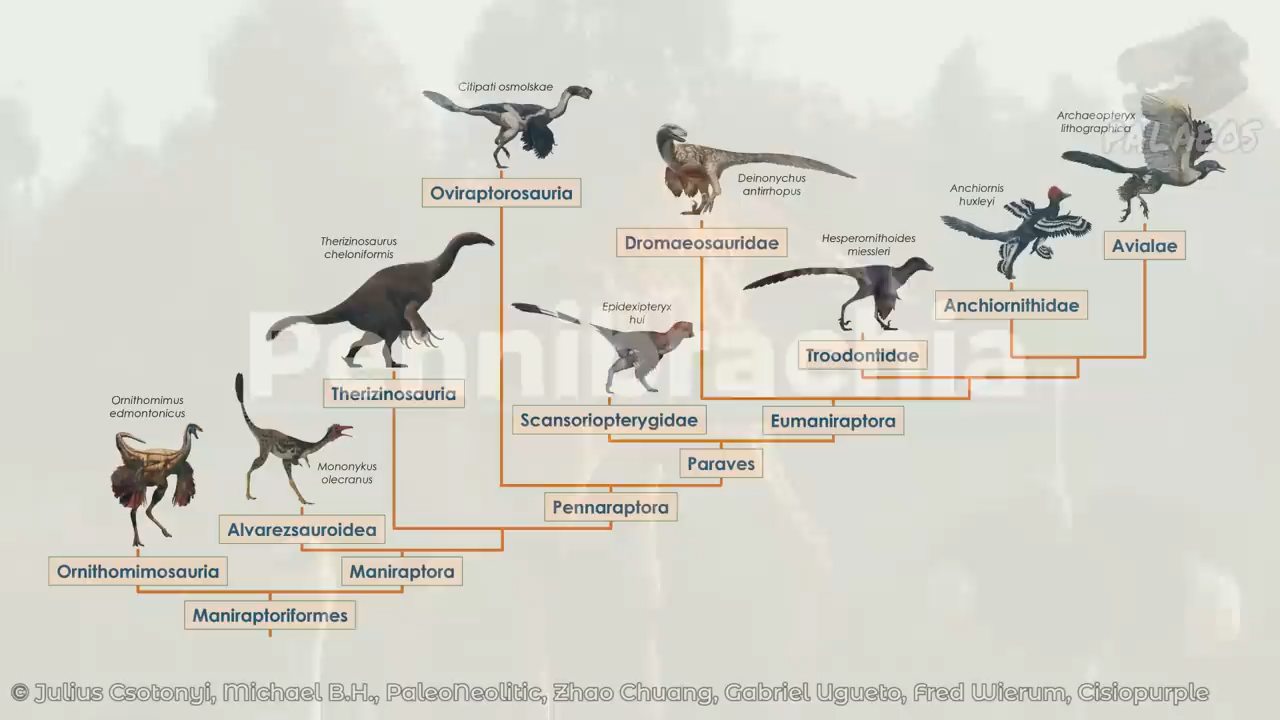 Citipati osmolskae
Oviraptorosauria
Deinonychus
antirrhopus
Dromaeosauridae
Archaeopteryx
lithographica
PALAEOS
Avialae
Anchiornis
huxleyi
Anchiornithidae
Therizinosaurus
cheloniformis
Therizinosauria
Hesperornithoides
miessleri
Troodontidae
Epidexipteryx
hui
Pennibrachia
Scansoriopterygidae
Eumaniraptora
Paraves
Pennaraptora
Ornithomimus
edmontonicus
Mononykus
olecranus
Alvarezsauroidea
Ornithomimosauria
Maniraptora
Maniraptoriformes
© Julius Csotonyi, Michael B.H., PaleoNeolitic, Zhao Chuang, Gabriel Ugueto, Fred Wierum, Cisiopurple